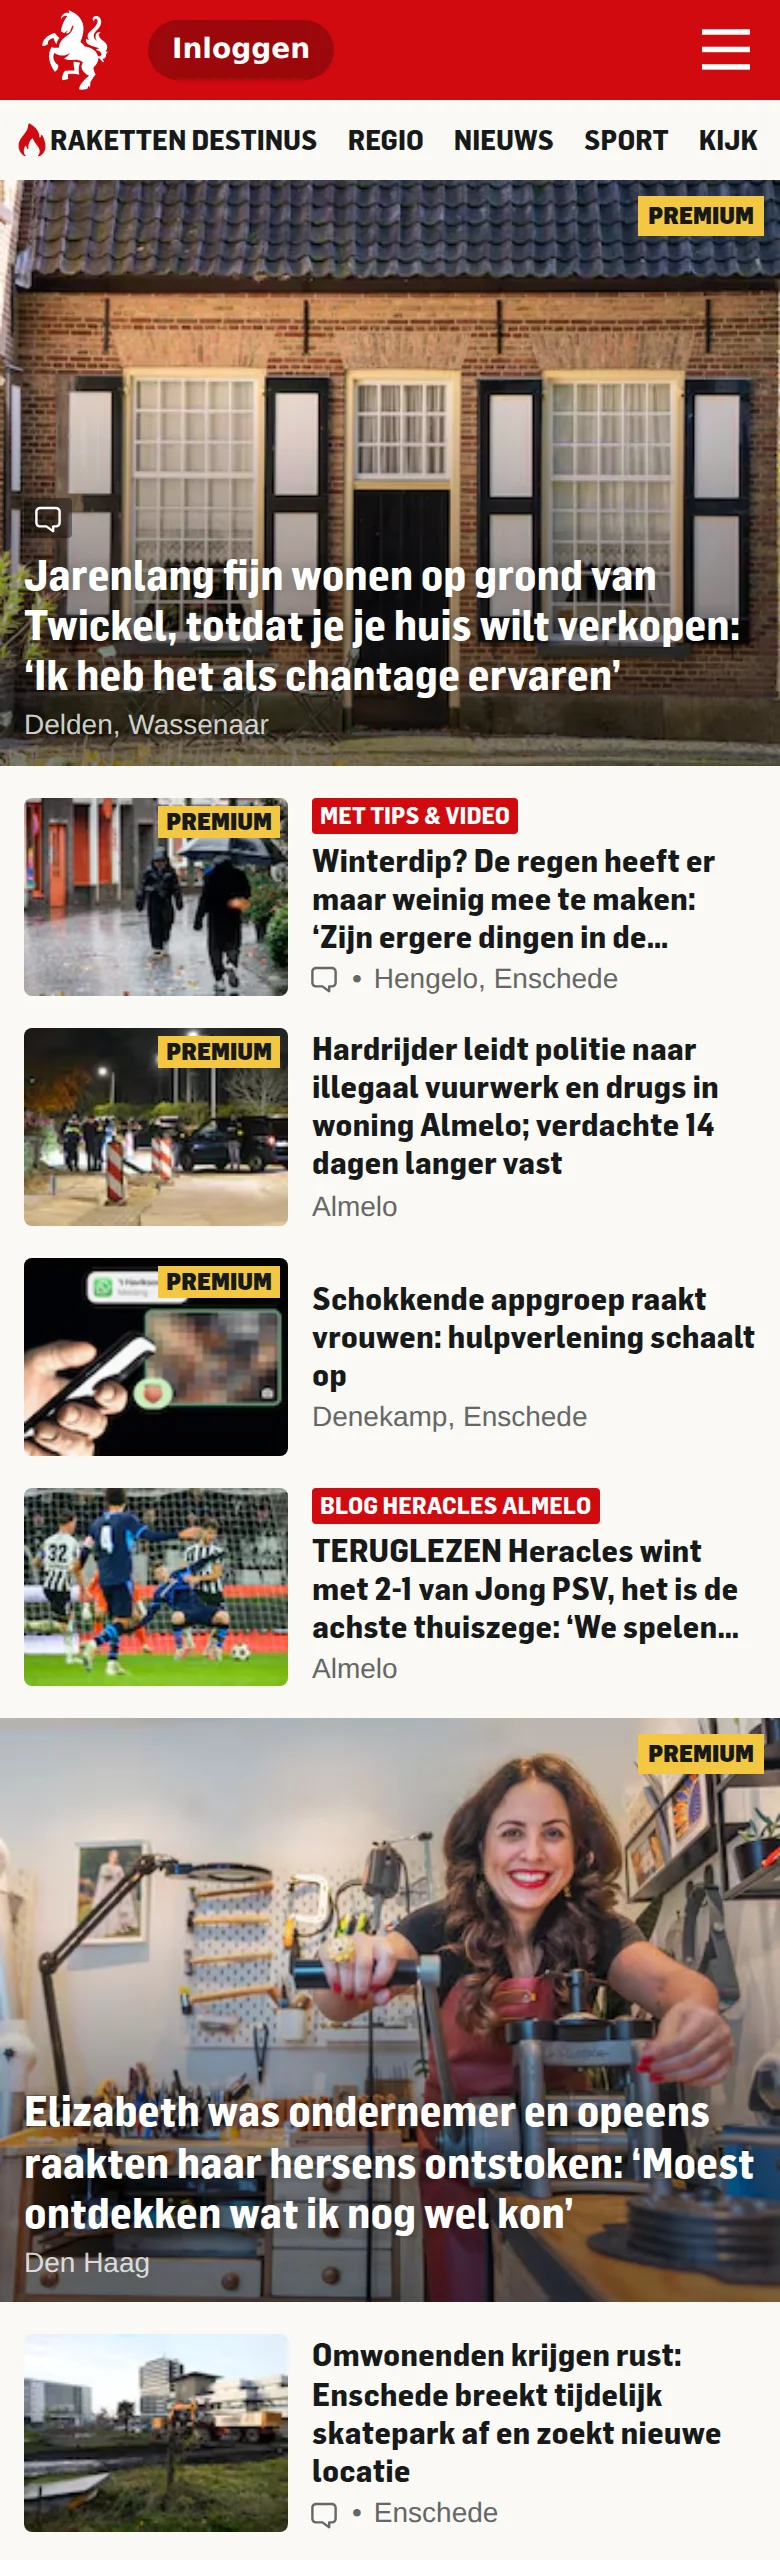 Inloggen
RAKETTEN DESTINUS REGIO NIEUWS SPORT KIJK
PREMIUM
Jarenlang fijn wonen op grond van
Twickel, totdat je je huis wilt verkopen:
‘Ik heb het als chantage ervaren’
Delden, Wassenaar
PREMIUM
MET TIPS & VIDEO
Winterdip? De regen heeft er
maar weinig mee te maken:
‘Zijn ergere dingen in de...
• Hengelo, Enschede
PREMIUM
Hardrijder leidt politie naar
illegaal vuurwerk en drugs in
woning Almelo; verdachte 14
dagen langer vast
Almelo
PREMIUM
Schokkende appgroep raakt
vrouwen: hulpverlening schaalt
op
Denekamp, Enschede
32
4
BLOG HERACLES ALMELO
TERUGLEZEN Heracles wint
met 2-1 van Jong PSV, het is de
achste thuiszege: ‘We spelen...
Almelo
PREMIUM
Elizabeth was ondernemer en opeens
raakten haar hersens ontstoken: ‘Moest
ontdekken wat ik nog wel kon’
Den Haag
Omwonenden krijgen rust:
Enschede breekt tijdelijk
skatepark af en zoekt nieuwe
locatie
• Enschede